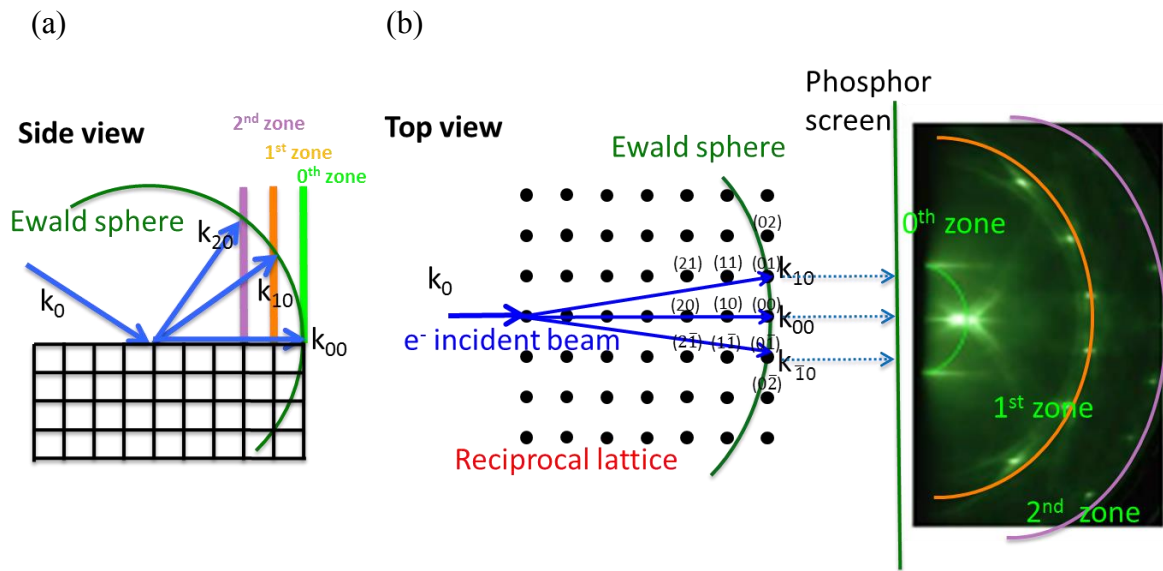 (a)
(b)
Side view
2nd zone
1st zone
0th zone
Ewald sphere
k0
k20
k10
k00
Top view
Phosphor
screen
Ewald sphere
(02)
(21) (11) (01)
k10
k0
(20) (10) (00)
k00
e- incident beam
(21̄) (11̄) (01̄)
k1̄0
(02̄)
Reciprocal lattice
0th zone
1st zone
2nd zone